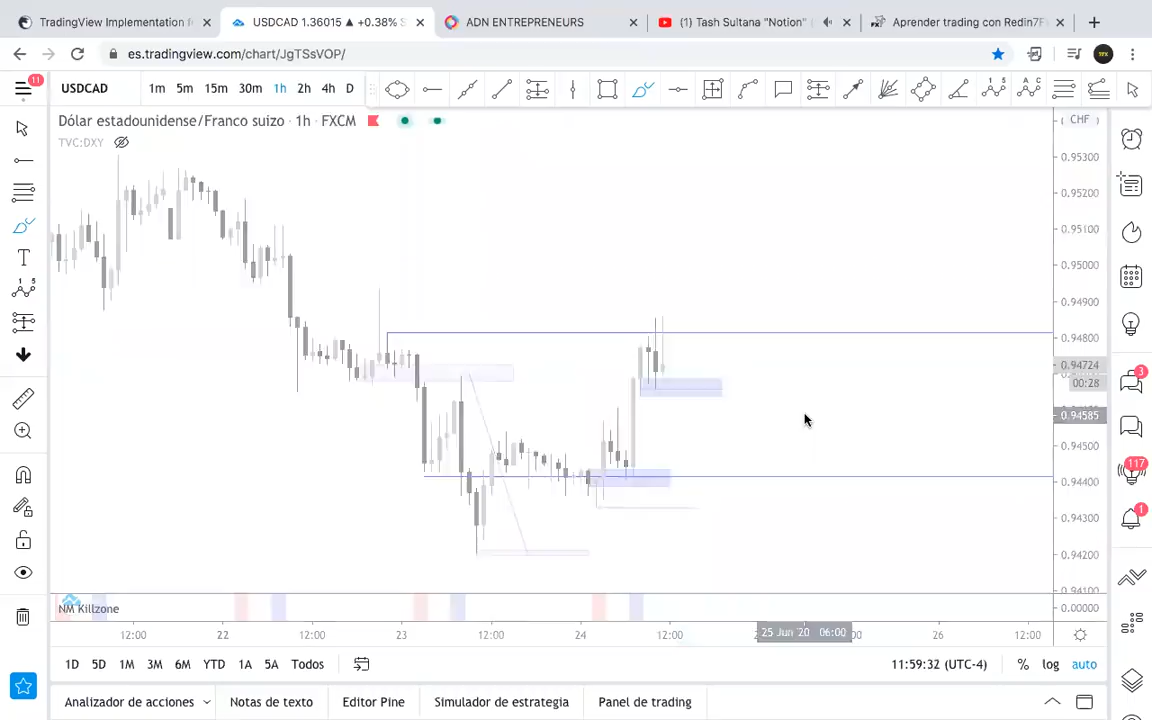 TradingView Implementation f
USDCAD 1.36015 ▲ +0.38% S
ADN ENTREPRENEURS
(1) Tash Sultana "Notion"
Aprender trading con Redin7F
es.tradingview.com/chart/JgTSsVOP/
11
USDCAD
1m 5m 15m 30m 1h 2h 4h D
Dólar estadounidense/Franco suizo · 1h · FXCM
TVC:DXY
CHF
0.95300
0.95200
0.95100
0.95000
0.94900
0.94800
0.94724
00:28
0.94585
0.94500
0.94400
0.94300
0.94200
0.94100
NM Killzone
0.00000
12:00 22 12:00 23 12:00 24 12:00 25 Jun '20 06:00 26 12:00
1D 5D 1M 3M 6M YTD 1A 5A Todos
11:59:32 (UTC-4) % log auto
Analizador de acciones Notas de texto Editor Pine Simulador de estrategia Panel de trading
3
117
1